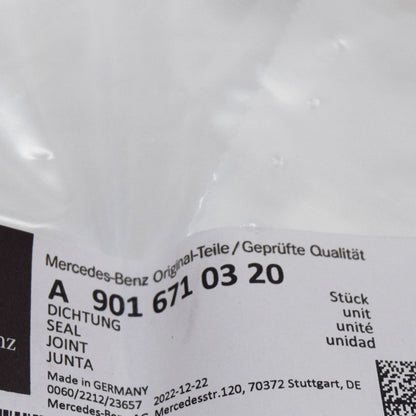 Mercedes-Benz Original-Teile / Geprüfte Qualität
A 901 671 03 20
DICHTUNG
SEAL
JOINT
JUNTA
Stück
unit
unité
unidad
Made in GERMANY
0060/2212/23657 2022-12-22
Mercedesstr.120, 70372 Stuttgart, DE